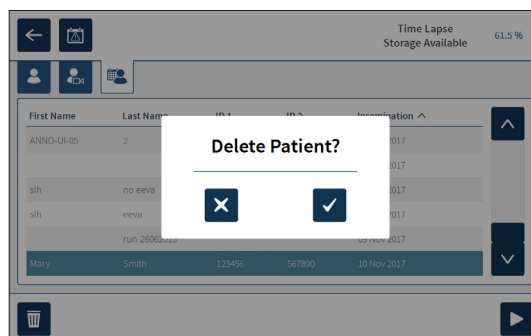 Time Lapse
Storage Available 61.5 %
First Name Last Name ID 1 ID 2 Insemination
ANNO-UI-05 2 2017
2017
slh no eeva 2017
slh eeva 2017
run 26062015 09 Nov 2017
Mary Smith 123456 567890 10 Nov 2017
Delete Patient?